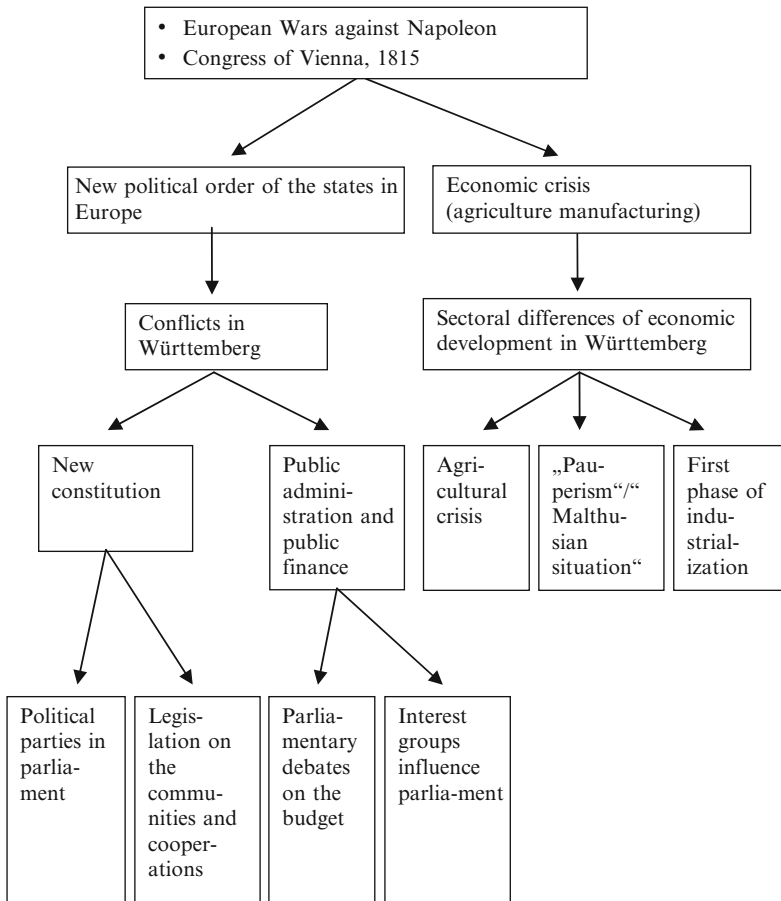 • European Wars against Napoleon
• Congress of Vienna, 1815
New political order of the states in
Europe
Economic crisis
(agriculture manufacturing)
Conflicts in
Württemberg
Sectoral differences of economic
development in Württemberg
New
constitution
Public
admini-
stration and
public
finance
Agri-
cultural
crisis
„Pau-
perism“/“
Malthu-
sian
situation“
First
phase of
indu-
strial-
ization
Political
parties in
parlia-
ment
Legis-
lation on
the
commu-
nities and
cooper-
ations
Parlia-
mentary
debates
on the
budget
Interest
groups
influence
parlia-ment